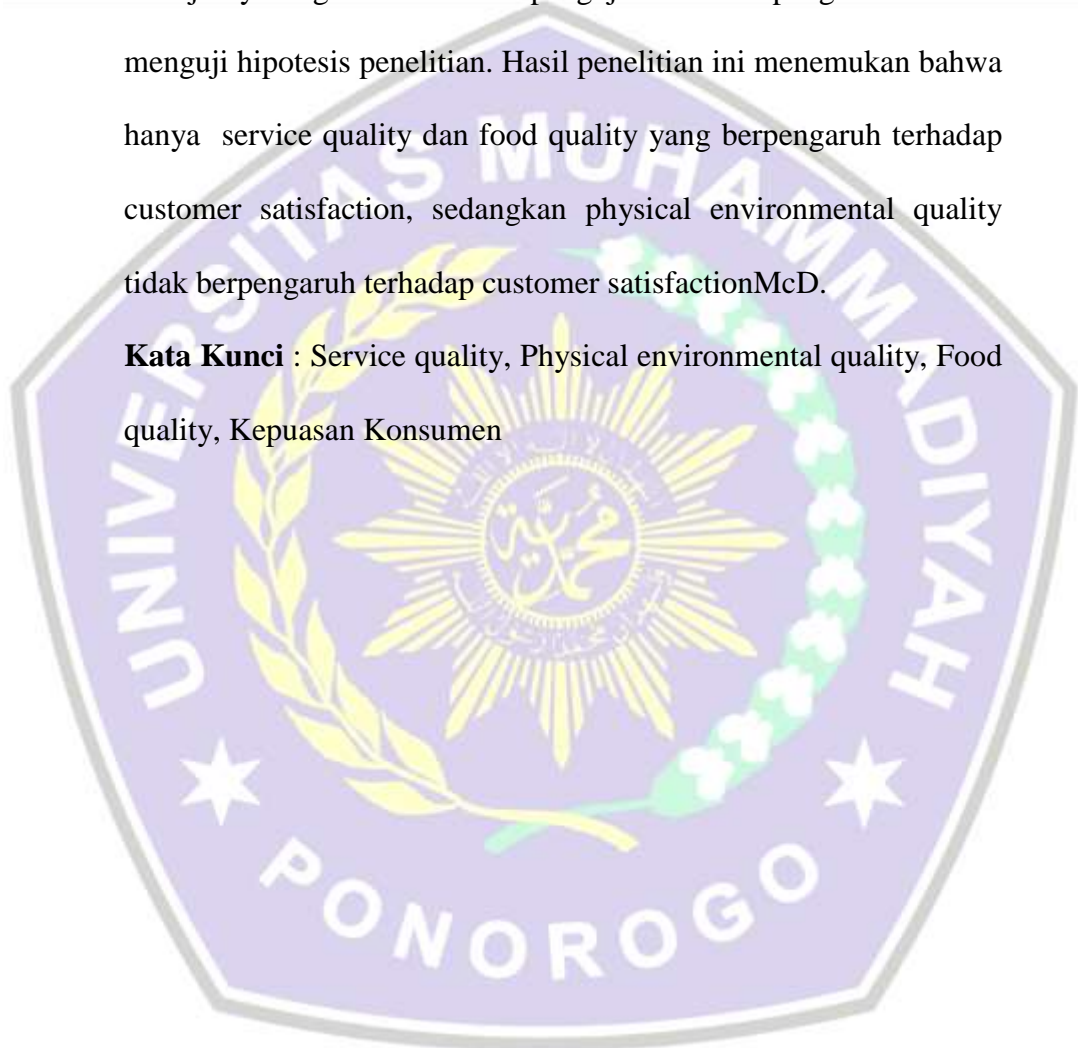 menguji hipotesis penelitian. Hasil penelitian ini menemukan bahwa
hanya service quality dan food quality yang berpengaruh terhadap
customer satisfaction, sedangkan physical environmental quality
tidak berpengaruh terhadap customer satisfactionMcD.
Kata Kunci : Service quality, Physical environmental quality, Food
quality, Kepuasan Konsumen
UNIVERSITAS MUHAMMADIYAH
محمدية
PONOROGO